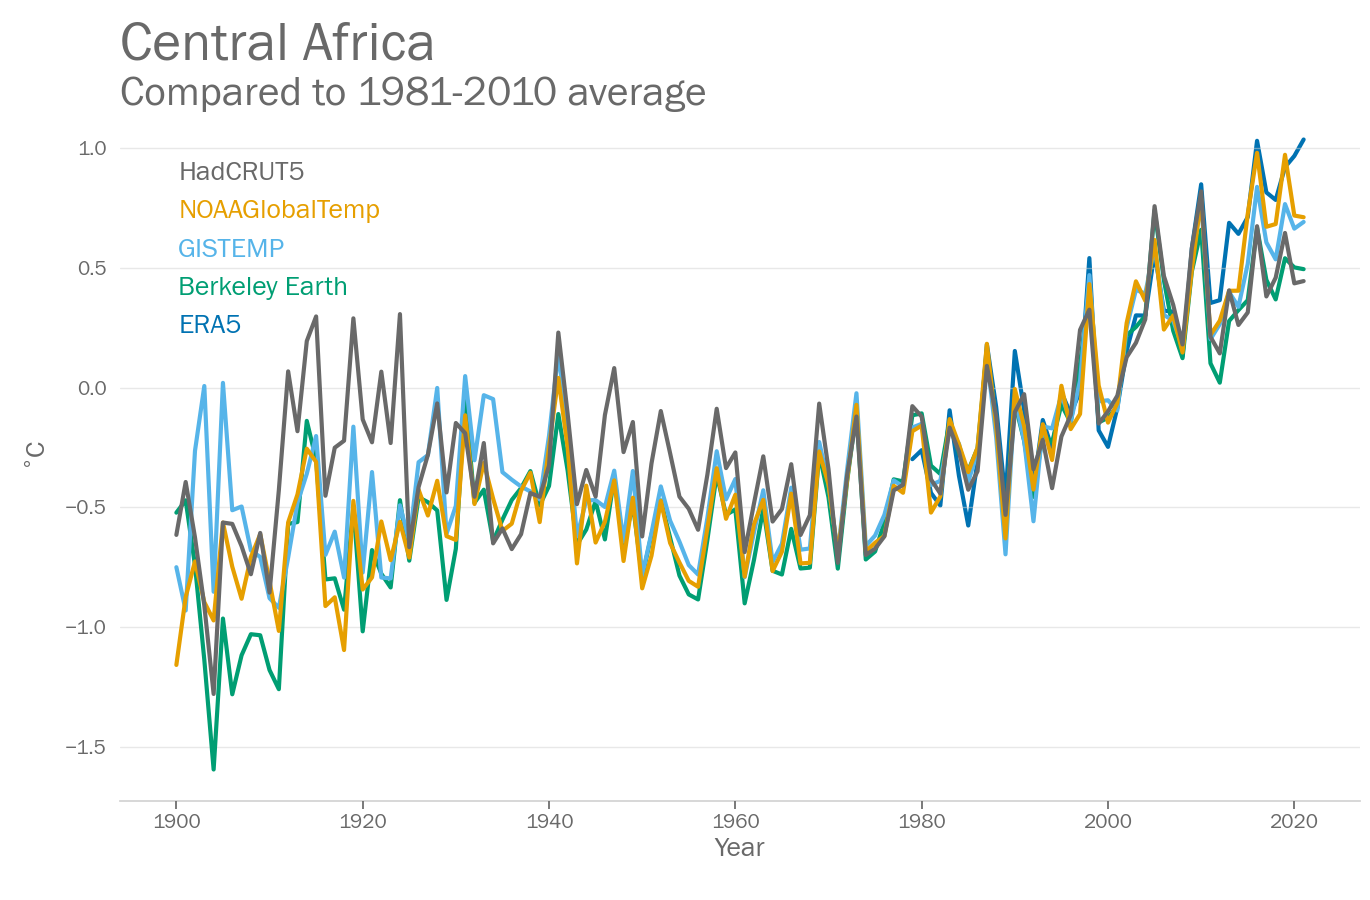 Central Africa
Compared to 1981-2010 average
1.0
HadCRUT5
NOAAGlobalTemp
GISTEMP
0.5
Berkeley Earth
ERA5
0.0
°C
−0.5
−1.0
−1.5
1900 1920 1940 1960 1980 2000 2020
Year